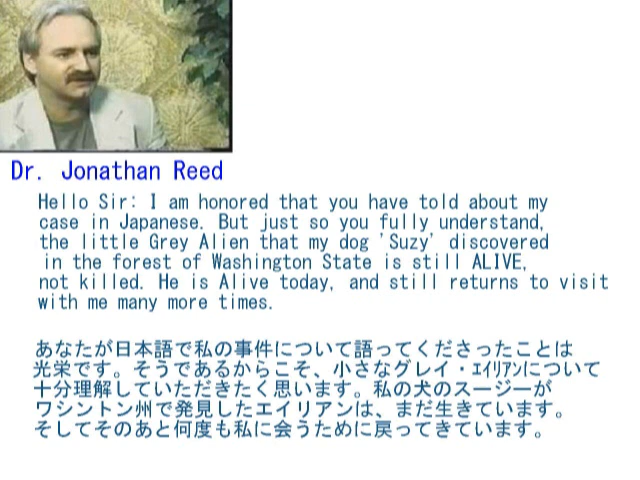 Dr. Jonathan Reed
Hello Sir: I am honored that you have told about my
case in Japanese. But just so you fully understand,
the little Grey Alien that my dog 'Suzy' discovered
in the forest of Washington State is still ALIVE,
not killed. He is Alive today, and still returns to visit
with me many more times.
あなたが日本語で私の事件について語ってくださったことは
光栄です。そうであるからこそ、小さなグレイ・ｴｲﾘｱﾝについて
十分理解していただきたく思います。私の犬のスージーが
ワシントン州で発見したエイリアンは、まだ生きています。
そしてそのあと何度も私に会うために戻ってきています。